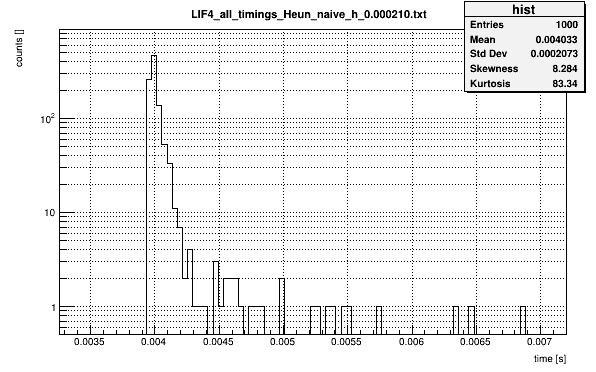 LIF4_all_timings_Heun_naive_h_0.000210.txt
hist
Entries 1000
Mean 0.004033
Std Dev 0.0002073
Skewness 8.284
Kurtosis 83.34
counts []
10²
10
1
0.0035 0.004 0.0045 0.005 0.0055 0.006 0.0065 0.007
time [s]